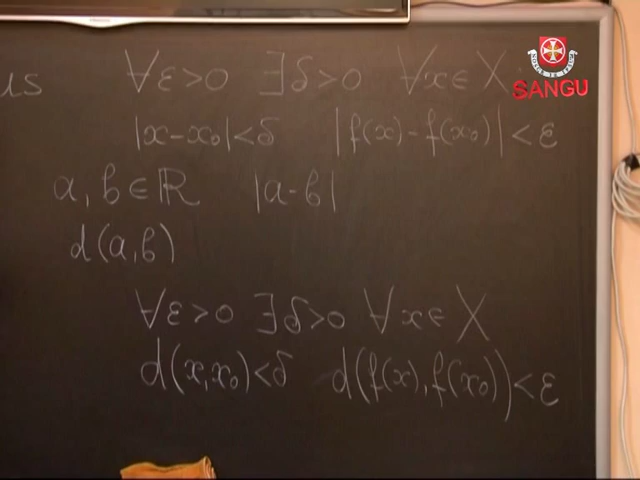 us ∀ε>0 ∃δ>0 ∀x∈X
SANGU
|x-x₀|<δ |f(x)-f(x₀)|<ε
a,b∈ℝ |a-b|
d(a,b)
∀ε>0 ∃δ>0 ∀x∈X
d(x,x₀)<δ d(f(x),f(x₀))<ε